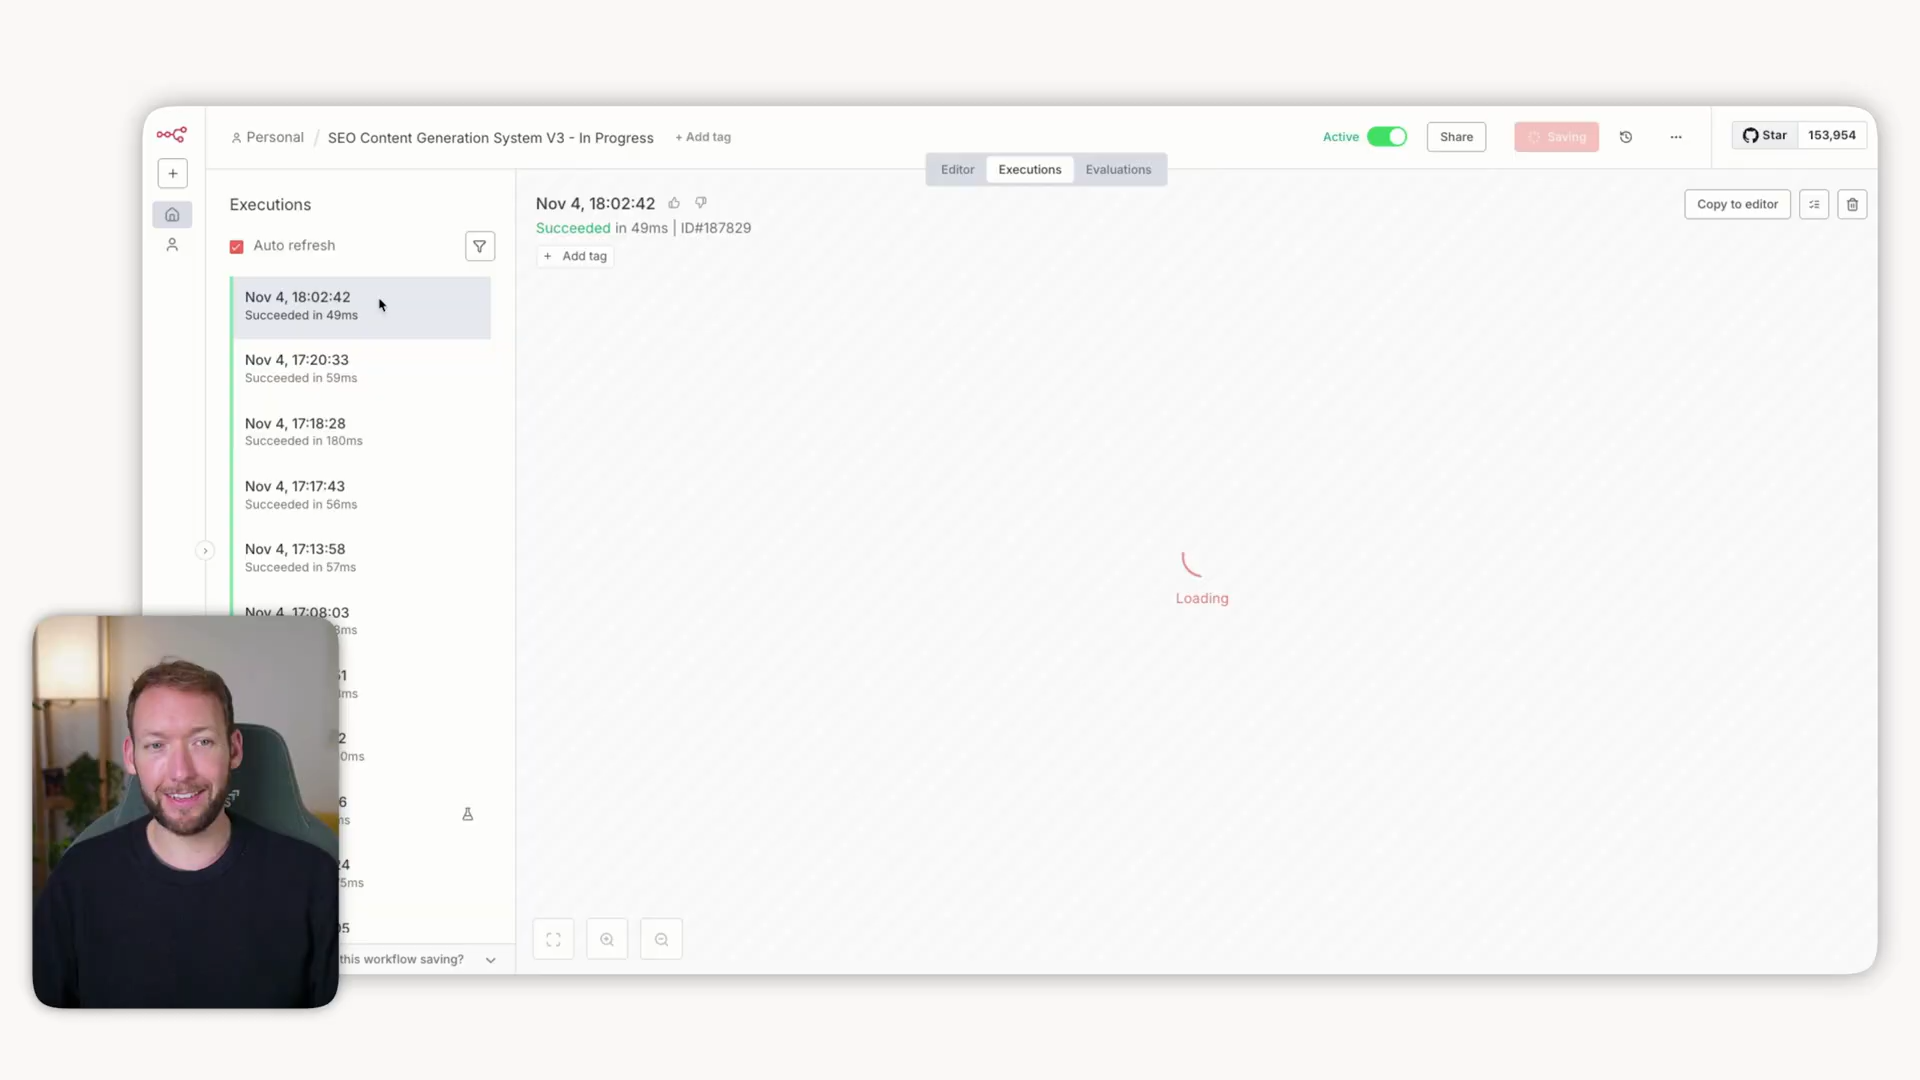 Personal / SEO Content Generation System V3 - In Progress + Add tag
Active
Share
Saving
...
Star 153,954
Editor Executions Evaluations
Executions
Auto refresh
Nov 4, 18:02:42
Succeeded in 49ms
Nov 4, 17:20:33
Succeeded in 59ms
Nov 4, 17:18:28
Succeeded in 180ms
Nov 4, 17:17:43
Succeeded in 56ms
Nov 4, 17:13:58
Succeeded in 57ms
Nov 4, 17:08:03
this workflow saving?
Nov 4, 18:02:42
Succeeded in 49ms | ID#187829
+ Add tag
Copy to editor
Loading